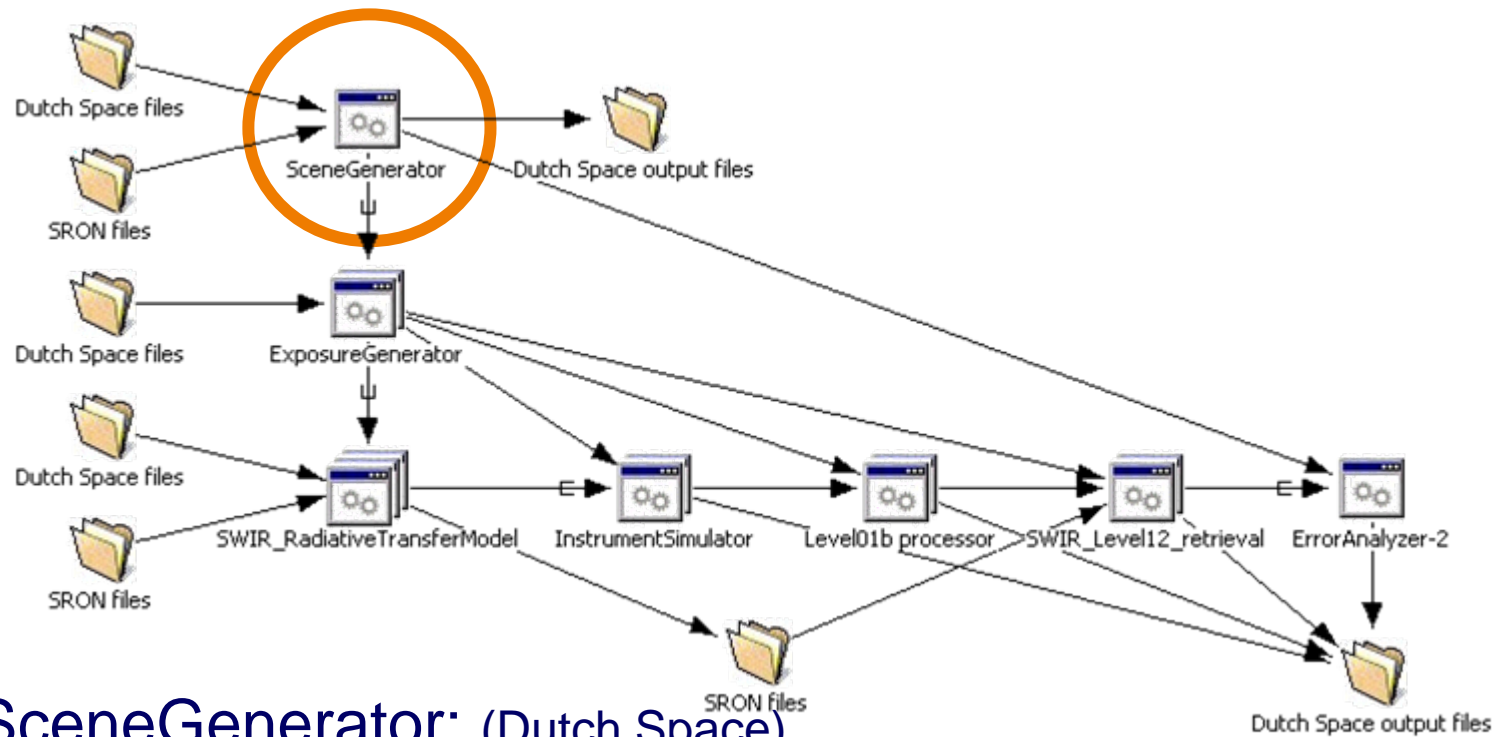 Dutch Space files
SceneGenerator
Dutch Space output files
SRON files
Dutch Space files
ExposureGenerator
Dutch Space files
SWIR_RadiativeTransferModel
InstrumentSimulator
Level01b processor
SWIR_Level12_retrieval
ErrorAnalyzer-2
SRON files
SRON files
Dutch Space output files
SceneGenerator: (Dutch Space)